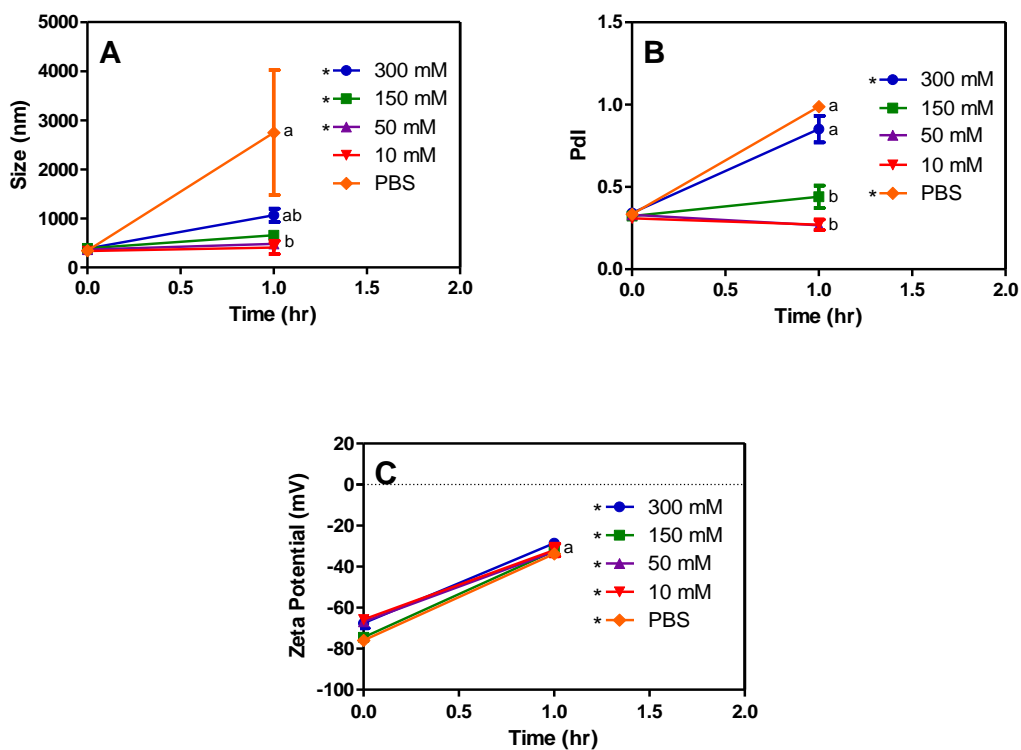 A
Size (nm)
5000
4000
3000
2000
1000
0
0.0 0.5 1.0 1.5 2.0
Time (hr)
* 300 mM
* 150 mM
* 50 mM
10 mM
PBS
a
ab
b
B
PdI
1.5
1.0
0.5
0.0
0.0 0.5 1.0 1.5 2.0
Time (hr)
* 300 mM
150 mM
50 mM
10 mM
* PBS
a
a
b
b
C
Zeta Potential (mV)
20
0
-20
-40
-60
-80
-100
0.0 0.5 1.0 1.5 2.0
Time (hr)
* 300 mM
* 150 mM
* 50 mM
* 10 mM
* PBS
a